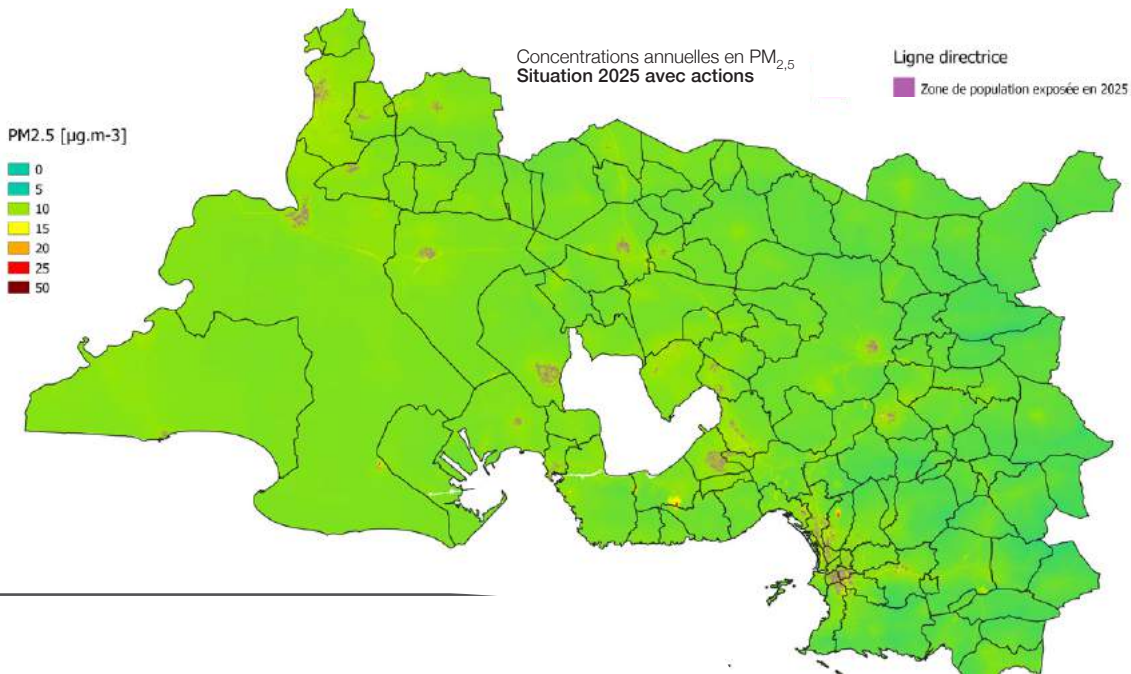 Concentrations annuelles en PM2,5
Situation 2025 avec actions
Ligne directrice
Zone de population exposée en 2025
PM2.5 [µg.m-3]
0
5
10
15
20
25
50